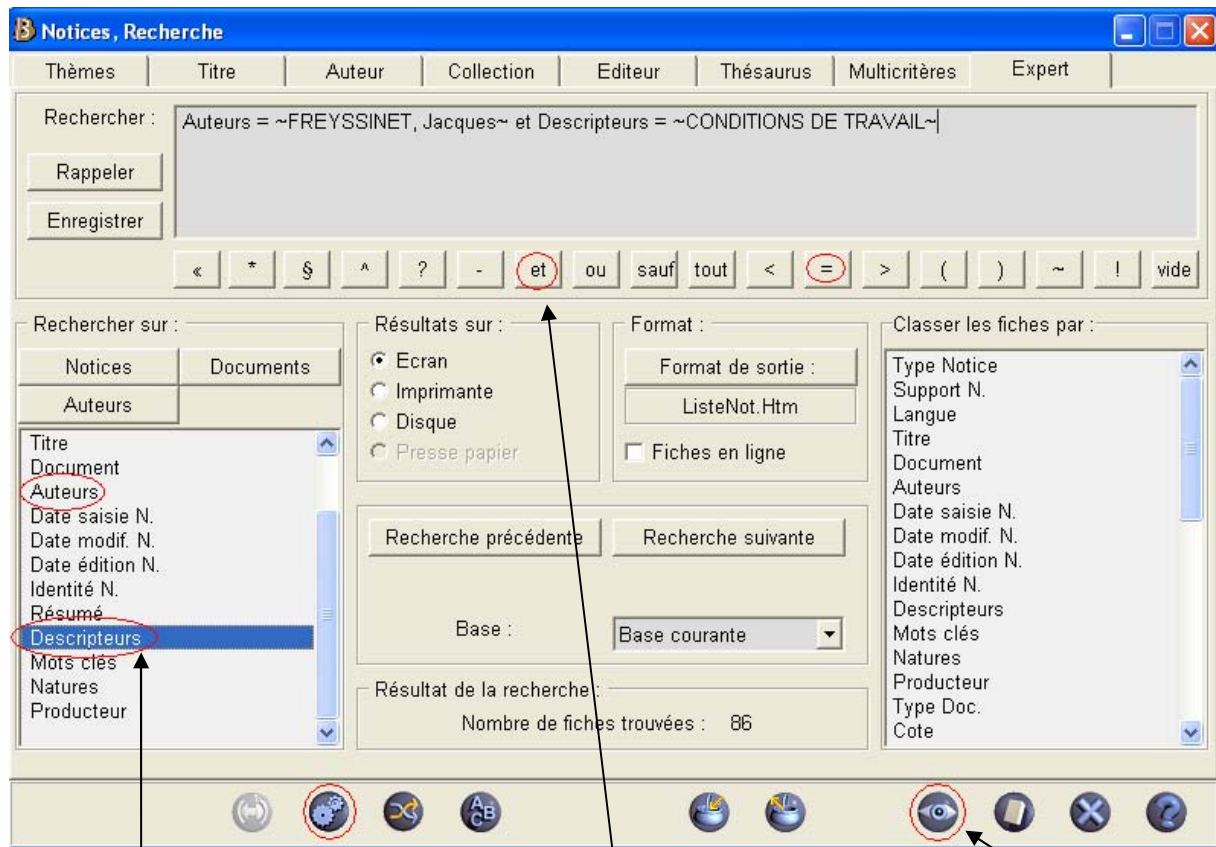 Notices, Recherche
Thèmes Titre Auteur Collection Editeur Thésaurus Multicritères Expert
Rechercher :
Auteurs = ~FREYSSINET, Jacques~ et Descripteurs = ~CONDITIONS DE TRAVAIL~
Rappeler
Enregistrer
« * § ^ ? - et ou sauf tout < = > ( ) ~ ! vide
Rechercher sur :
Notices Documents
Auteurs
Titre
Document
Auteurs
Date saisie N.
Date modif. N.
Date édition N.
Identité N.
Résumé
Descripteurs
Mots clés
Natures
Producteur
Résultats sur :
Ecran
Imprimante
Disque
Presse papier
Format :
Format de sortie :
ListeNot.Htm
Fiches en ligne
Recherche précédente Recherche suivante
Base : Base courante
Résultat de la recherche :
Nombre de fiches trouvées : 86
Classer les fiches par :
Type Notice
Support N.
Langue
Titre
Document
Auteurs
Date saisie N.
Date modif. N.
Date édition N.
Identité N.
Descripteurs
Mots clés
Natures
Producteur
Type Doc.
Cote
ABC
?